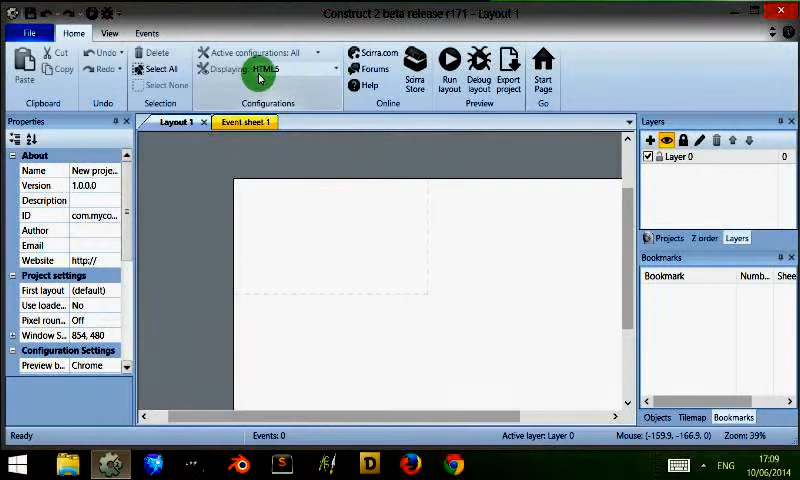 Construct 2 beta release r171 - Layout 1
File
Home
View
Events
Paste
Cut
Copy
Clipboard
Undo
Redo
Undo
Delete
Select All
Select None
Selection
Active configurations: All
Displaying: HTML5
Configurations
Scirra.com
Forums
Help
Scirra Store
Online
Run layout
Debug layout
Export project
Preview
Start Page
Go
Properties
About
Name New proje...
Version 1.0.0.0
Description
ID com.myco...
Author
Email
Website http://
Project settings
First layout (default)
Use loade... No
Pixel roun... Off
Window S... 854, 480
Configuration Settings
Preview b... Chrome
Layout 1
Event sheet 1
Layers
Layer 0 0
Projects Z order Layers
Bookmarks
Bookmark Numb... Shee
Objects Tilemap Bookmarks
Ready
Events: 0
Active layer: Layer 0
Mouse: (-159.9, -166.9, 0)
Zoom: 39%
ENG
17:09
10/06/2014